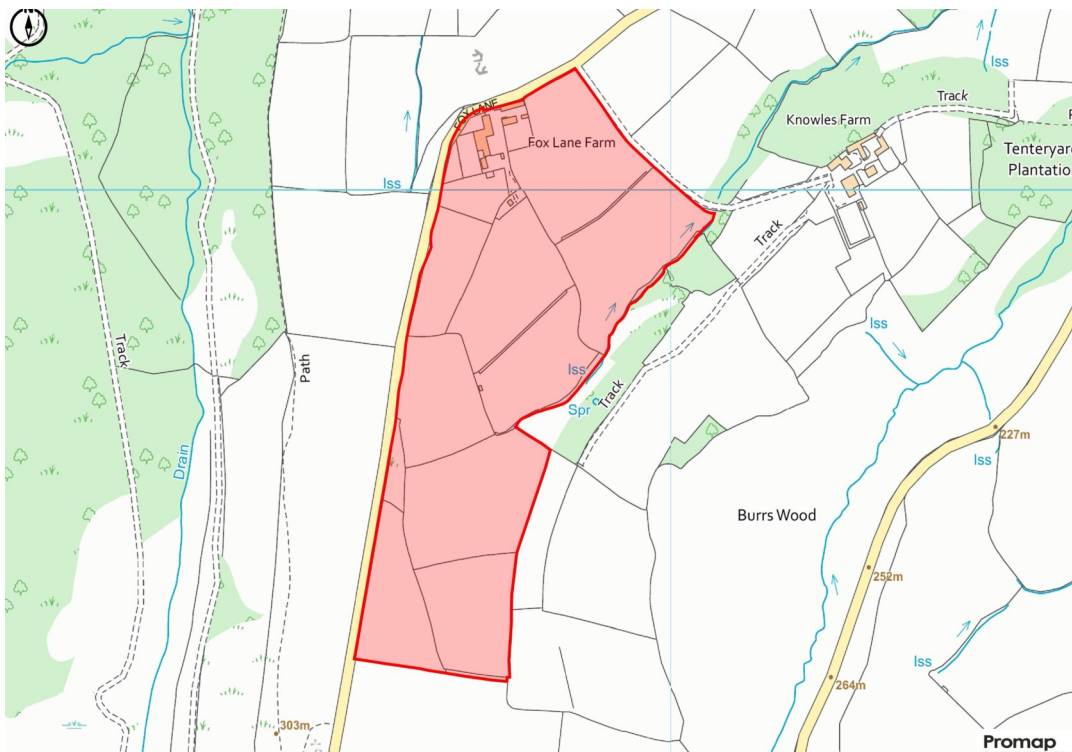 FOX LANE
Iss
Track
Knowles Farm
Fox Lane Farm
Tenteryard
Plantation
Iss
Track
Iss
Track
Path
Iss
Track
Spr
227m
Iss
Drain
Burrs Wood
252m
Iss
264m
303m
Promap